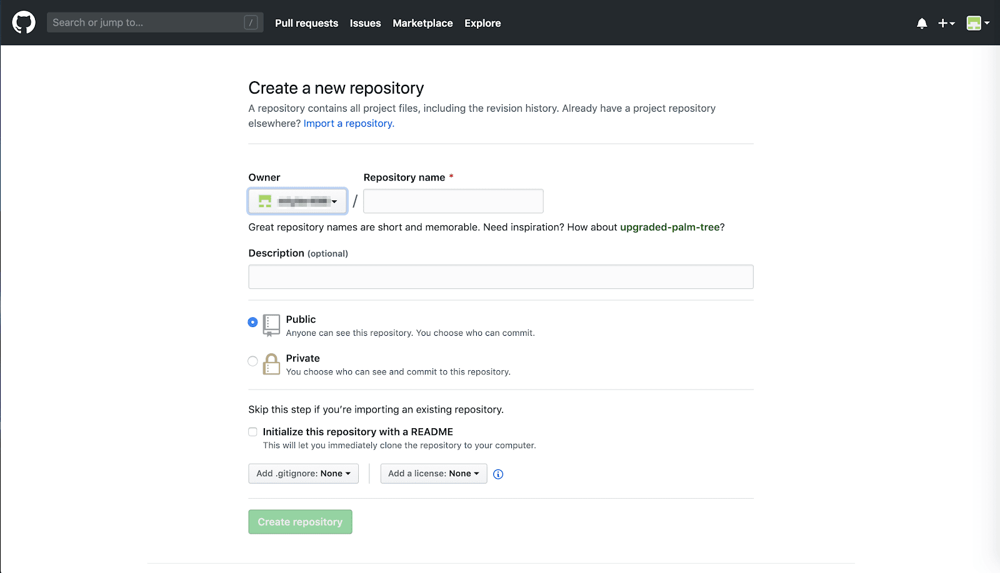 Search or jump to... /
Pull requests Issues Marketplace Explore
Create a new repository
A repository contains all project files, including the revision history. Already have a project repository
elsewhere? Import a repository.
Owner Repository name *
/
Great repository names are short and memorable. Need inspiration? How about upgraded-palm-tree?
Description (optional)
Public
Anyone can see this repository. You choose who can commit.
Private
You choose who can see and commit to this repository.
Skip this step if you’re importing an existing repository.
Initialize this repository with a README
This will let you immediately clone the repository to your computer.
Add .gitignore: None Add a license: None
Create repository